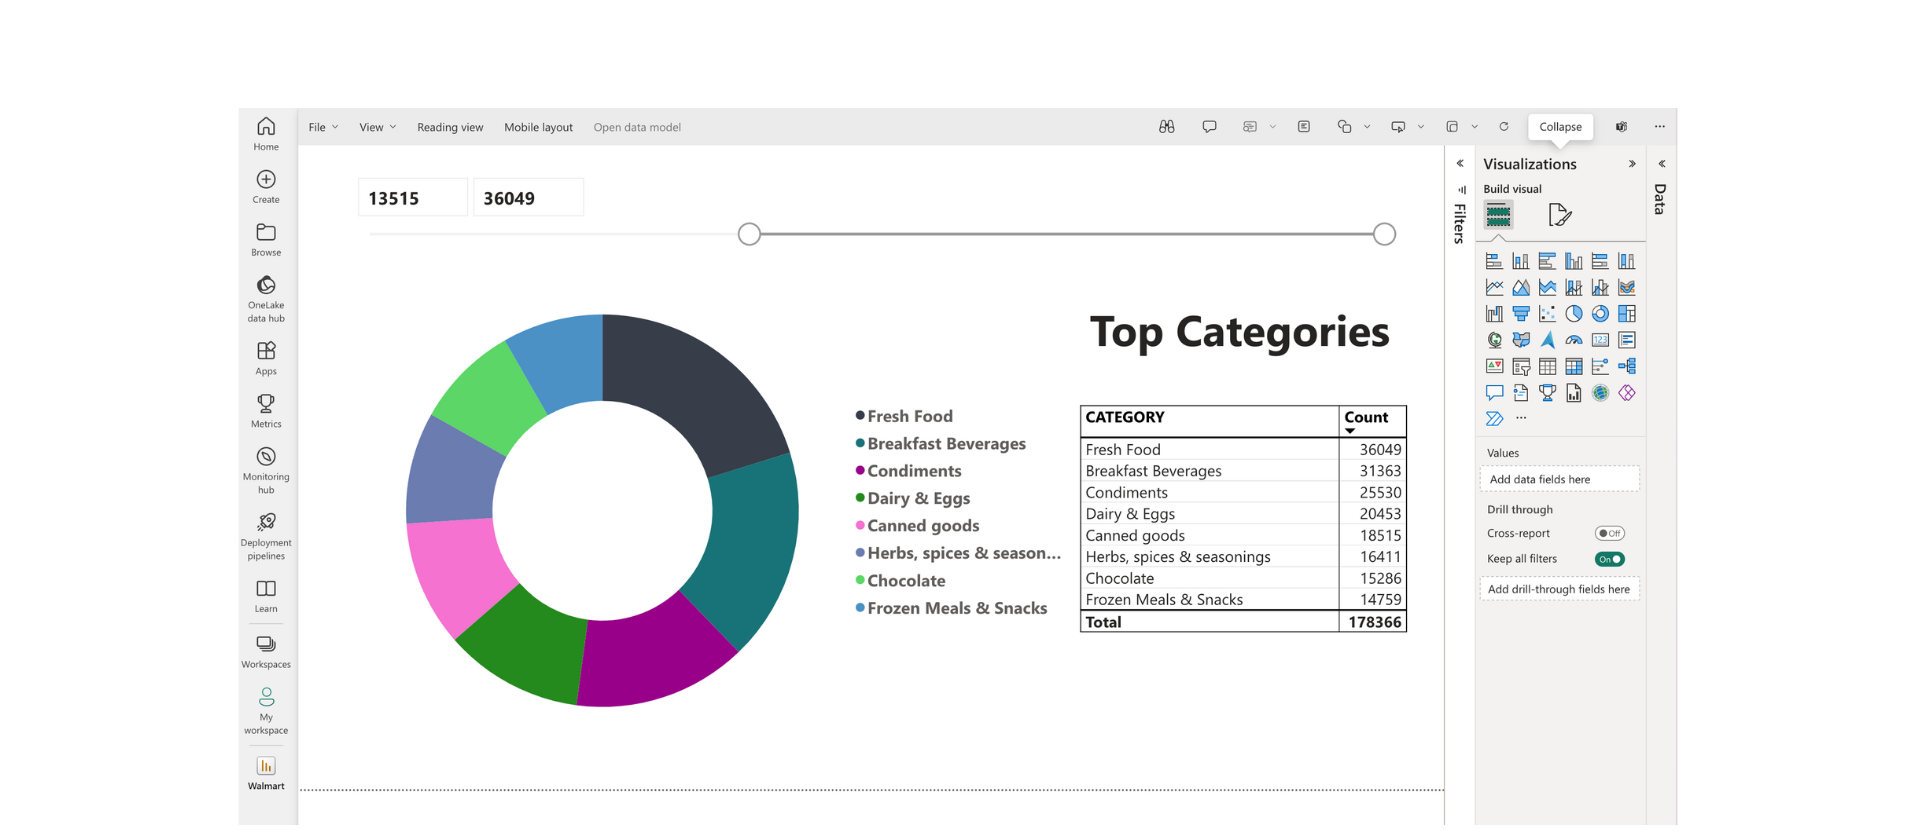 File
View
Reading view
Mobile layout
Open data model
Collapse
Home
Create
Browse
OneLake
data hub
Apps
Metrics
Monitoring
hub
Deployment
pipelines
Learn
Workspaces
My
workspace
Walmart
13515
36049
Top Categories
Fresh Food
Breakfast Beverages
Condiments
Dairy & Eggs
Canned goods
Herbs, spices & season...
Chocolate
Frozen Meals & Snacks
CATEGORY Count
Fresh Food 36049
Breakfast Beverages 31363
Condiments 25530
Dairy & Eggs 20453
Canned goods 18515
Herbs, spices & seasonings 16411
Chocolate 15286
Frozen Meals & Snacks 14759
Total 178366
Filters
Visualizations
Build visual
123
Values
Add data fields here
Drill through
Cross-report Off
Keep all filters On
Add drill-through fields here
Data